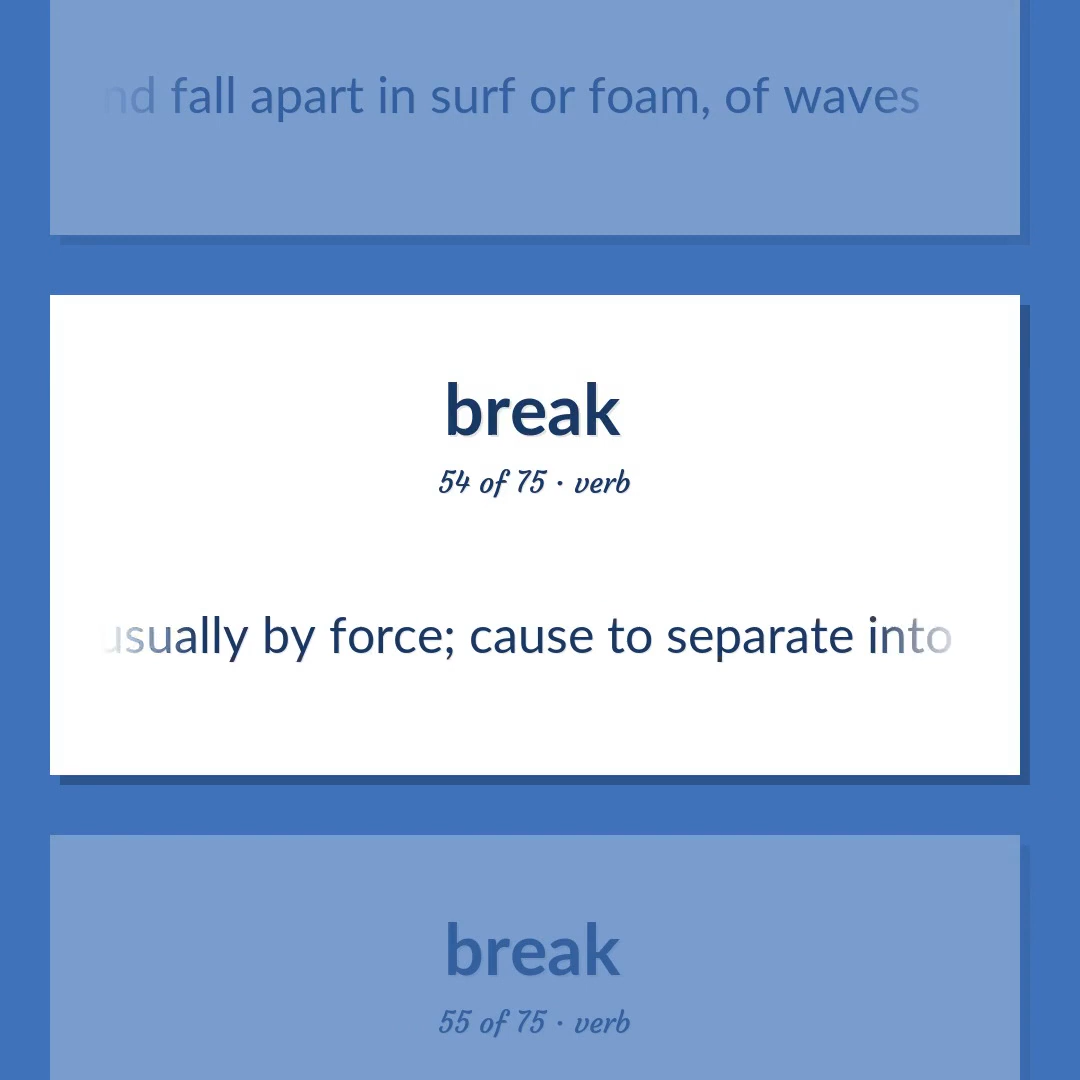 nd fall apart in surf or foam, of waves
break
54 of 75 · verb
usually by force; cause to separate into
break
55 of 75 · verb